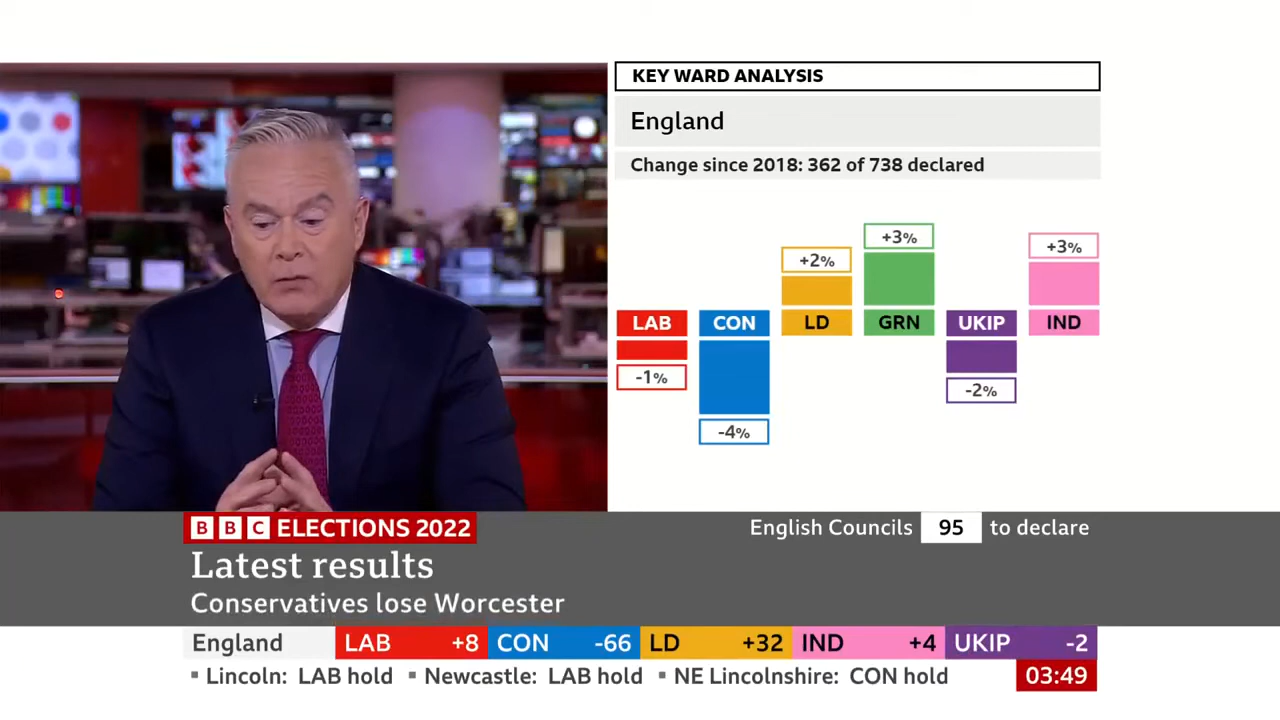 KEY WARD ANALYSIS
England
Change since 2018: 362 of 738 declared
+2%
+3%
+3%
LAB
CON
LD
GRN
UKIP
IND
-1%
-4%
-2%
BBC ELECTIONS 2022
English Councils 95 to declare
Latest results
Conservatives lose Worcester
England LAB +8 CON -66 LD +32 IND +4 UKIP -2
▪ Lincoln: LAB hold ▪ Newcastle: LAB hold ▪ NE Lincolnshire: CON hold 03:49